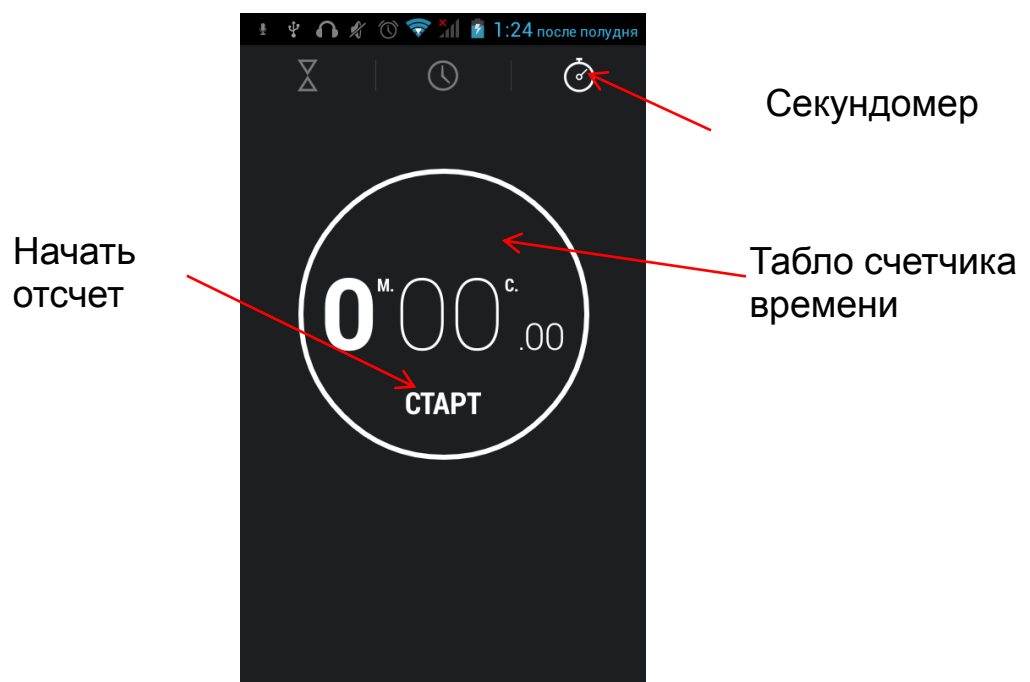 1:24 после полудня
Секундомер
Начать
отсчет
Табло счетчика
времени
0 м. 00 с. .00
СТАРТ